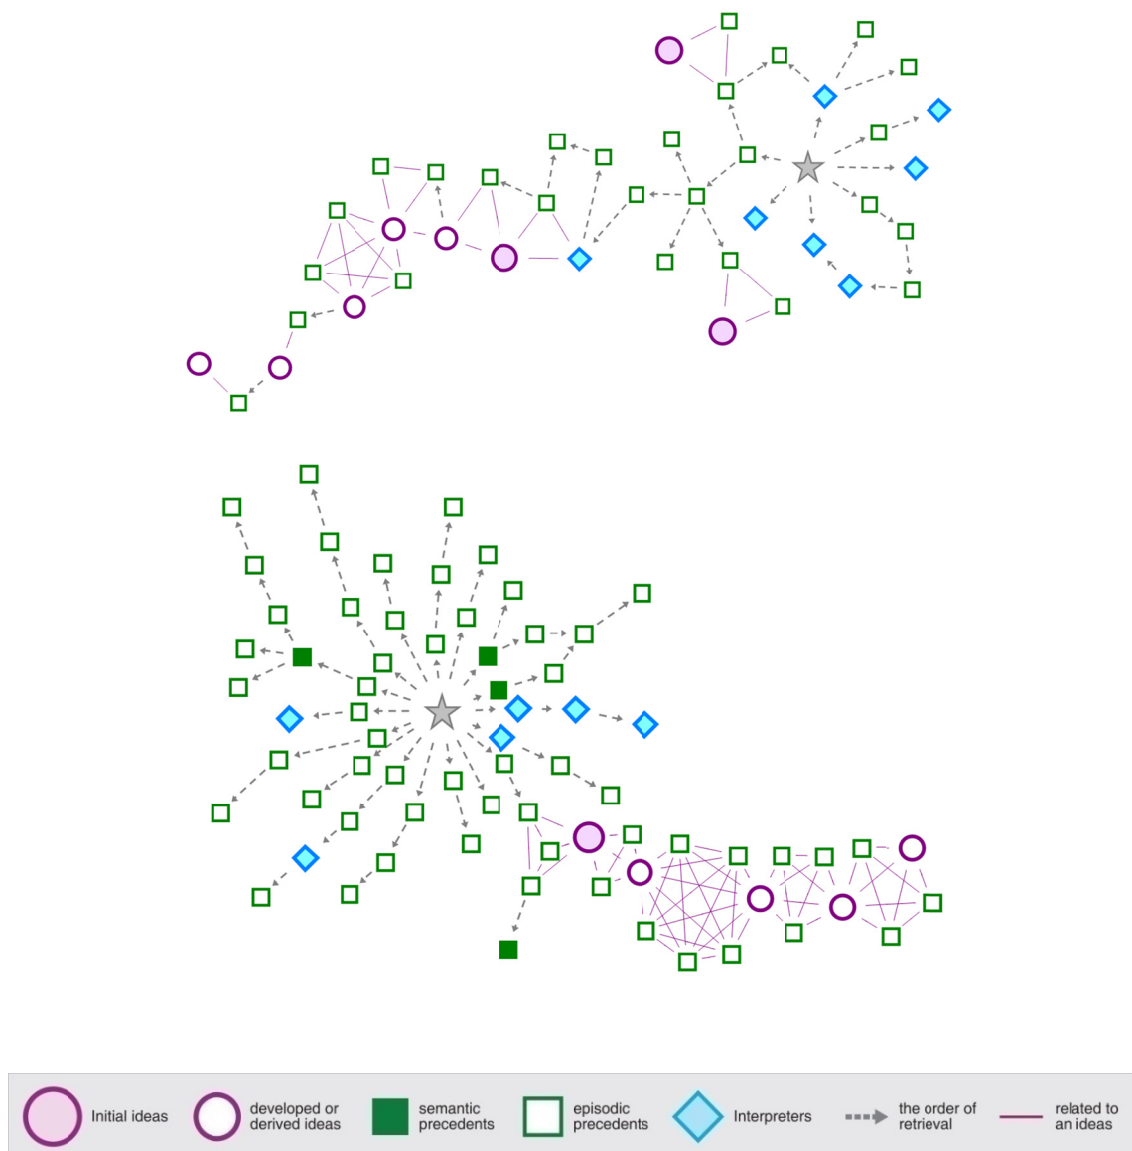 Initial ideas
developed or
derived ideas
semantic
precedents
episodic
precedents
Interpreters
the order of
retrieval
related to
an ideas